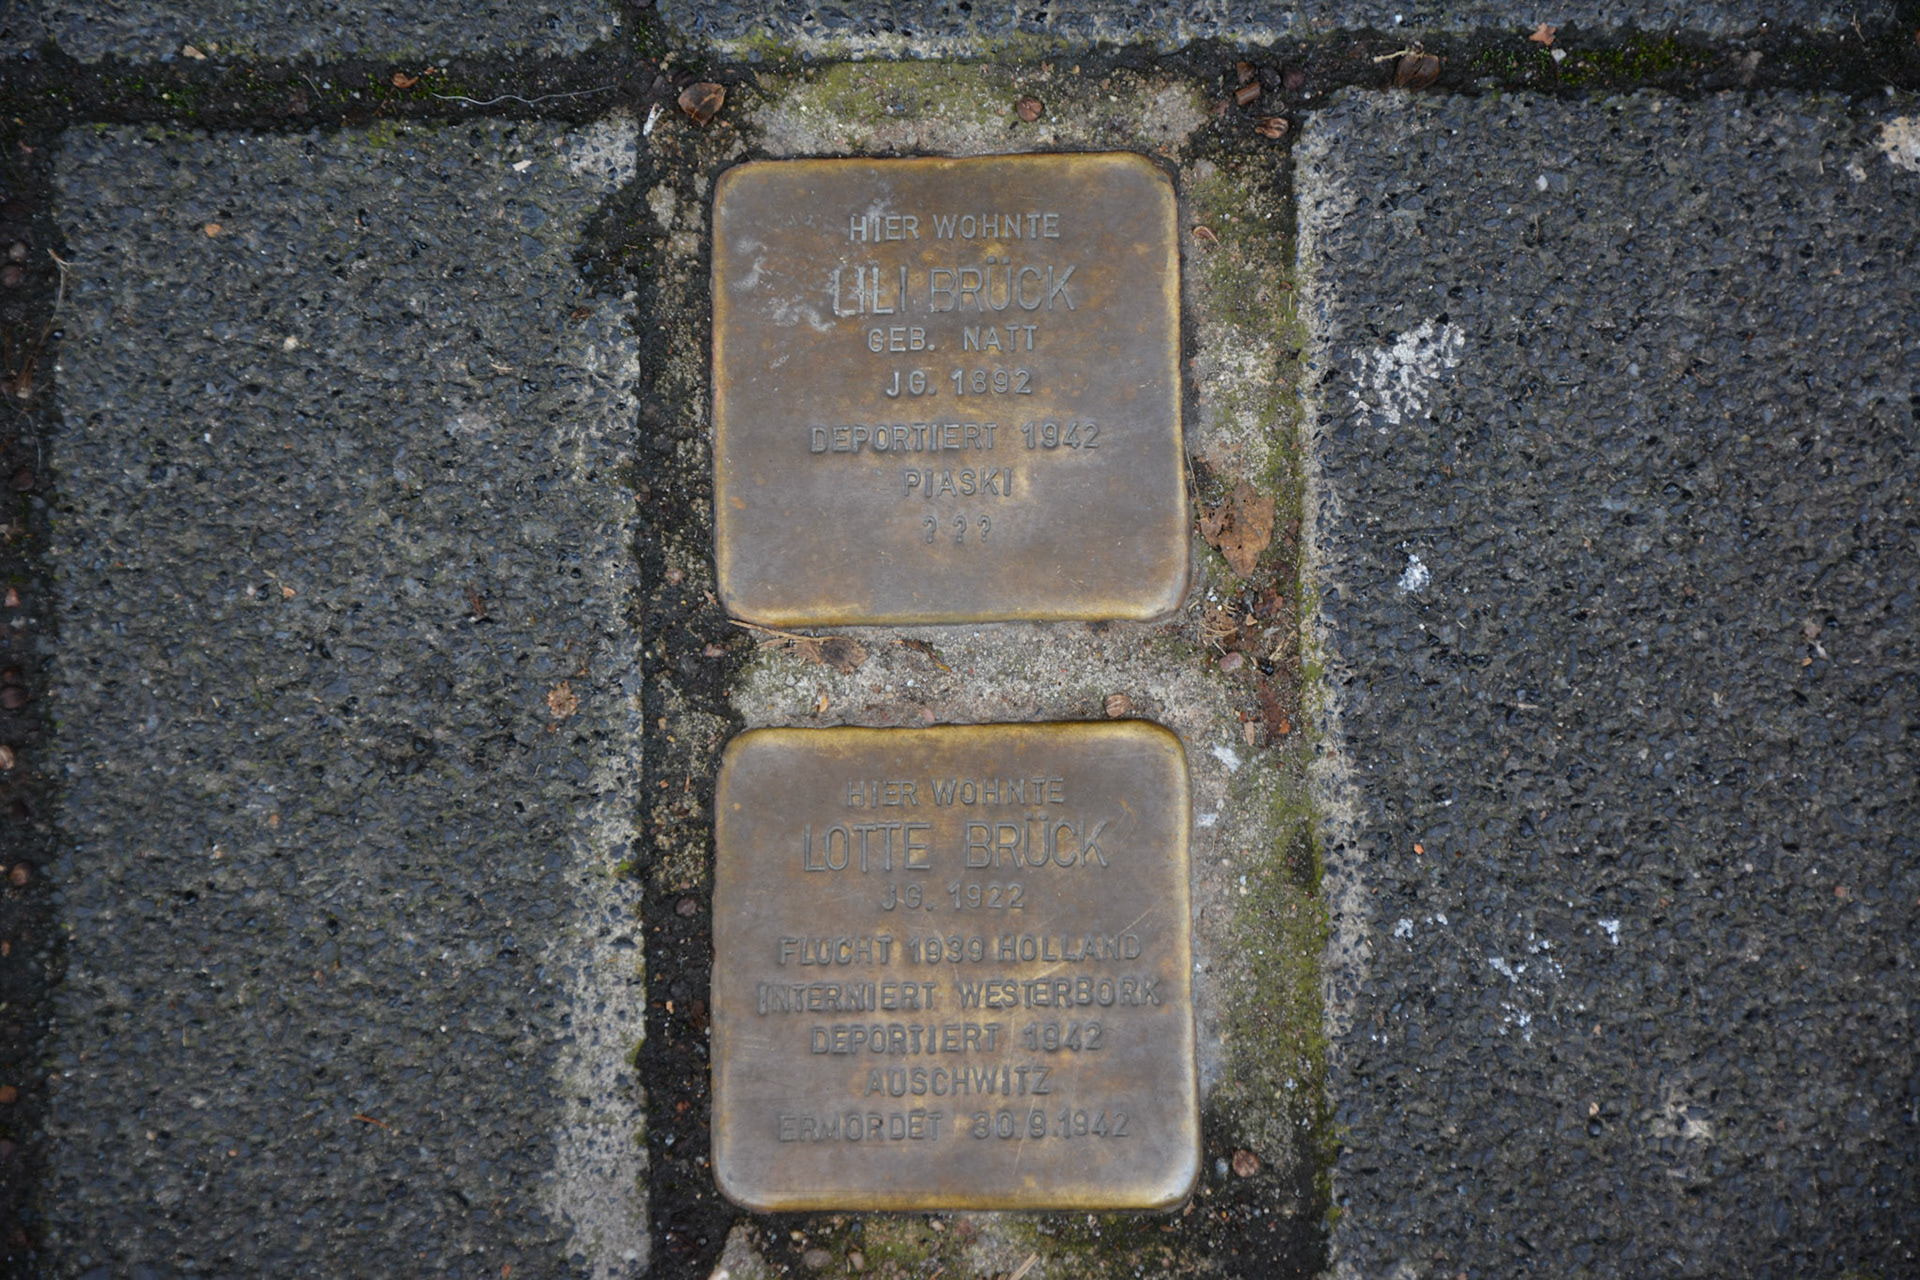 HIER WOHNTE
LILI BRÜCK
GEB. NATT
JG. 1892
DEPORTIERT 1942
PIASKI
? ? ?
HIER WOHNTE
LOTTE BRÜCK
JG. 1922
FLUCHT 1939 HOLLAND
INTERNIERT WESTERBORK
DEPORTIERT 1942
AUSCHWITZ
ERMORDET 30.9.1942